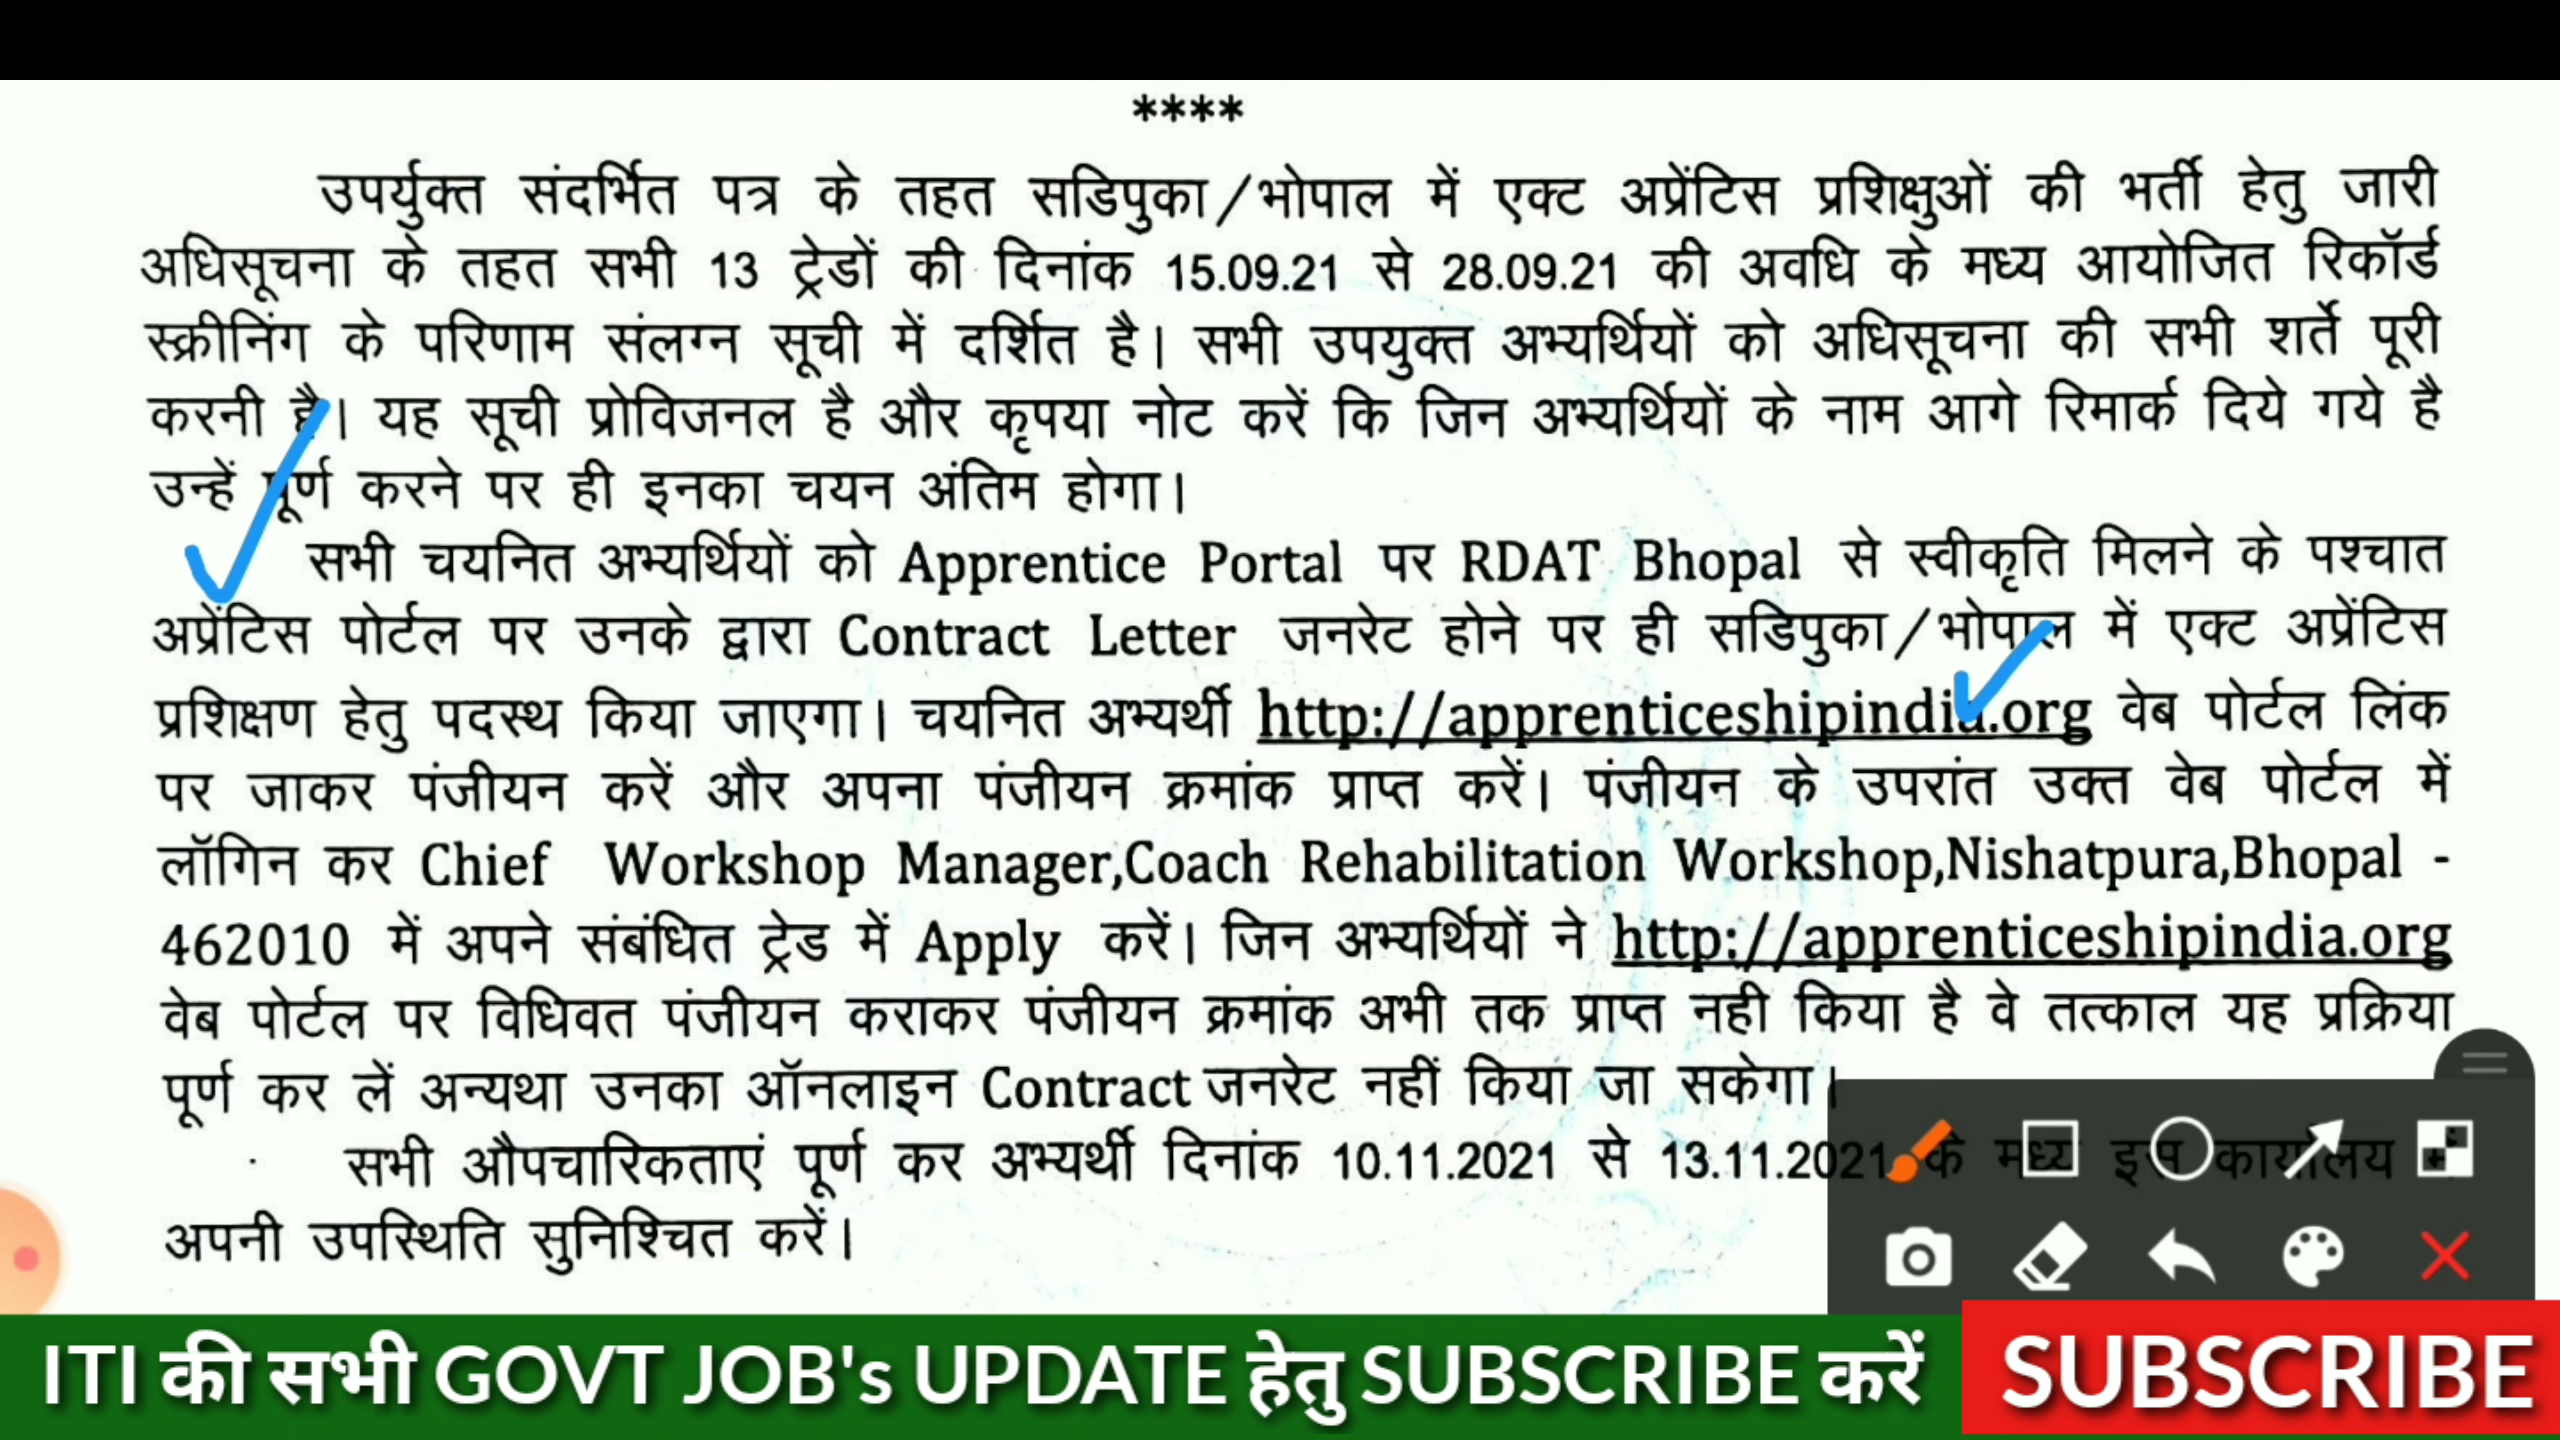 ****
उपर्युक्त संदर्भित पत्र के तहत सडिपुका/भोपाल में एक्ट अप्रेंटिस प्रशिक्षुओं की भर्ती हेतु जारी
अधिसूचना के तहत सभी 13 ट्रेडों की दिनांक 15.09.21 से 28.09.21 की अवधि के मध्य आयोजित रिकॉर्ड
स्क्रीनिंग के परिणाम संलग्न सूची में दर्शित है। सभी उपयुक्त अभ्यर्थियों को अधिसूचना की सभी शर्ते पूरी
करनी है। यह सूची प्रोविजनल है और कृपया नोट करें कि जिन अभ्यर्थियों के नाम आगे रिमार्क दिये गये है
उन्हें पूर्ण करने पर ही इनका चयन अंतिम होगा।
सभी चयनित अभ्यर्थियों को Apprentice Portal पर RDAT Bhopal से स्वीकृति मिलने के पश्चात
अप्रेंटिस पोर्टल पर उनके द्वारा Contract Letter जनरेट होने पर ही सडिपुका/भोपाल में एक्ट अप्रेंटिस
प्रशिक्षण हेतु पदस्थ किया जाएगा। चयनित अभ्यर्थी http://apprenticeshipindia.org वेब पोर्टल लिंक
पर जाकर पंजीयन करें और अपना पंजीयन क्रमांक प्राप्त करें। पंजीयन के उपरांत उक्त वेब पोर्टल में
लॉगिन कर Chief Workshop Manager,Coach Rehabilitation Workshop,Nishatpura,Bhopal -
462010 में अपने संबंधित ट्रेड में Apply करें। जिन अभ्यर्थियों ने http://apprenticeshipindia.org
वेब पोर्टल पर विधिवत पंजीयन कराकर पंजीयन क्रमांक अभी तक प्राप्त नही किया है वे तत्काल यह प्रक्रिया
पूर्ण कर लें अन्यथा उनका ऑनलाइन Contract जनरेट नहीं किया जा सकेगा।
सभी औपचारिकताएं पूर्ण कर अभ्यर्थी दिनांक 10.11.2021 से 13.11.2021 के मध्य इस कार्यालय में
अपनी उपस्थिति सुनिश्चित करें।
ITI की सभी GOVT JOB's UPDATE हेतु SUBSCRIBE करें SUBSCRIBE